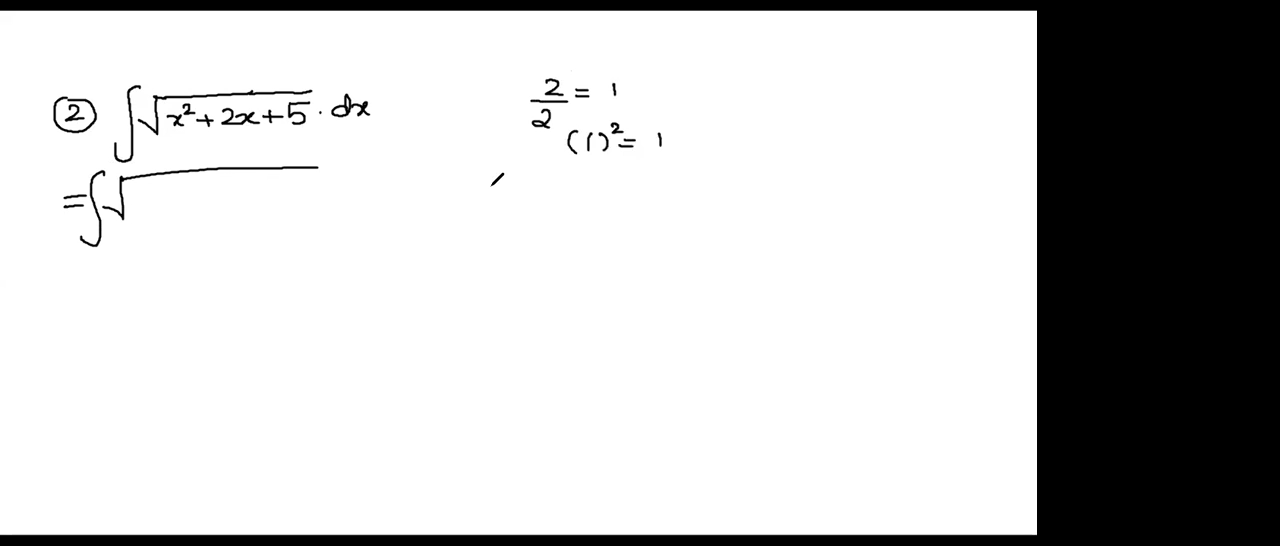 ② ∫√(x²+2x+5) · dx
= ∫√
2/2 = 1
(1)² = 1